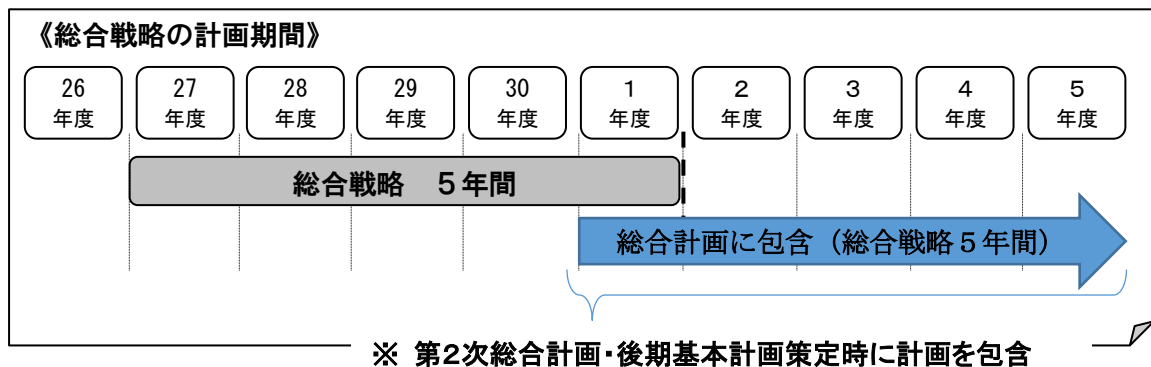 《総合戦略の計画期間》
26 27 28 29 30 1 2 3 4 5
年度 年度 年度 年度 年度 年度 年度 年度 年度 年度
総合戦略 5年間
総合計画に包含（総合戦略5年間）
※ 第2次総合計画・後期基本計画策定時に計画を包含